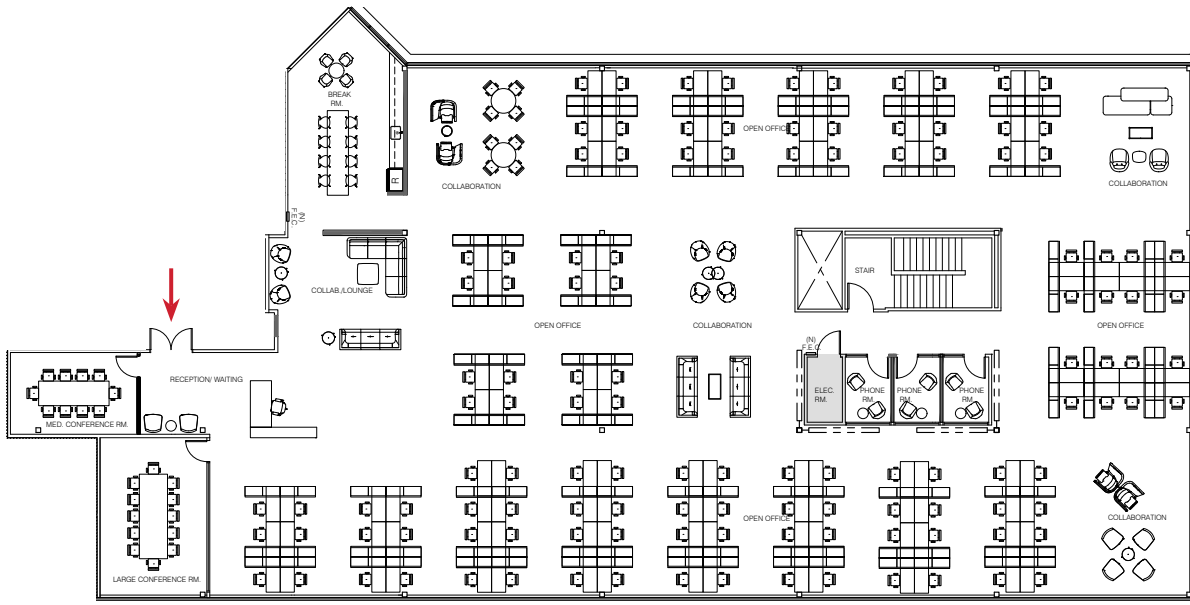 BREAK
RM.
OPEN OFFICE
R
COLLABORATION
COLLABORATION
(N)
F.E.C.
STAIR
COLLAB./LOUNGE
OPEN OFFICE
COLLABORATION
OPEN OFFICE
(N)
F.E.C.
RECEPTION/ WAITING
ELEC.
RM.
PHONE
RM.
PHONE
RM.
PHONE
RM.
MED. CONFERENCE RM.
OPEN OFFICE
COLLABORATION
LARGE CONFERENCE RM.